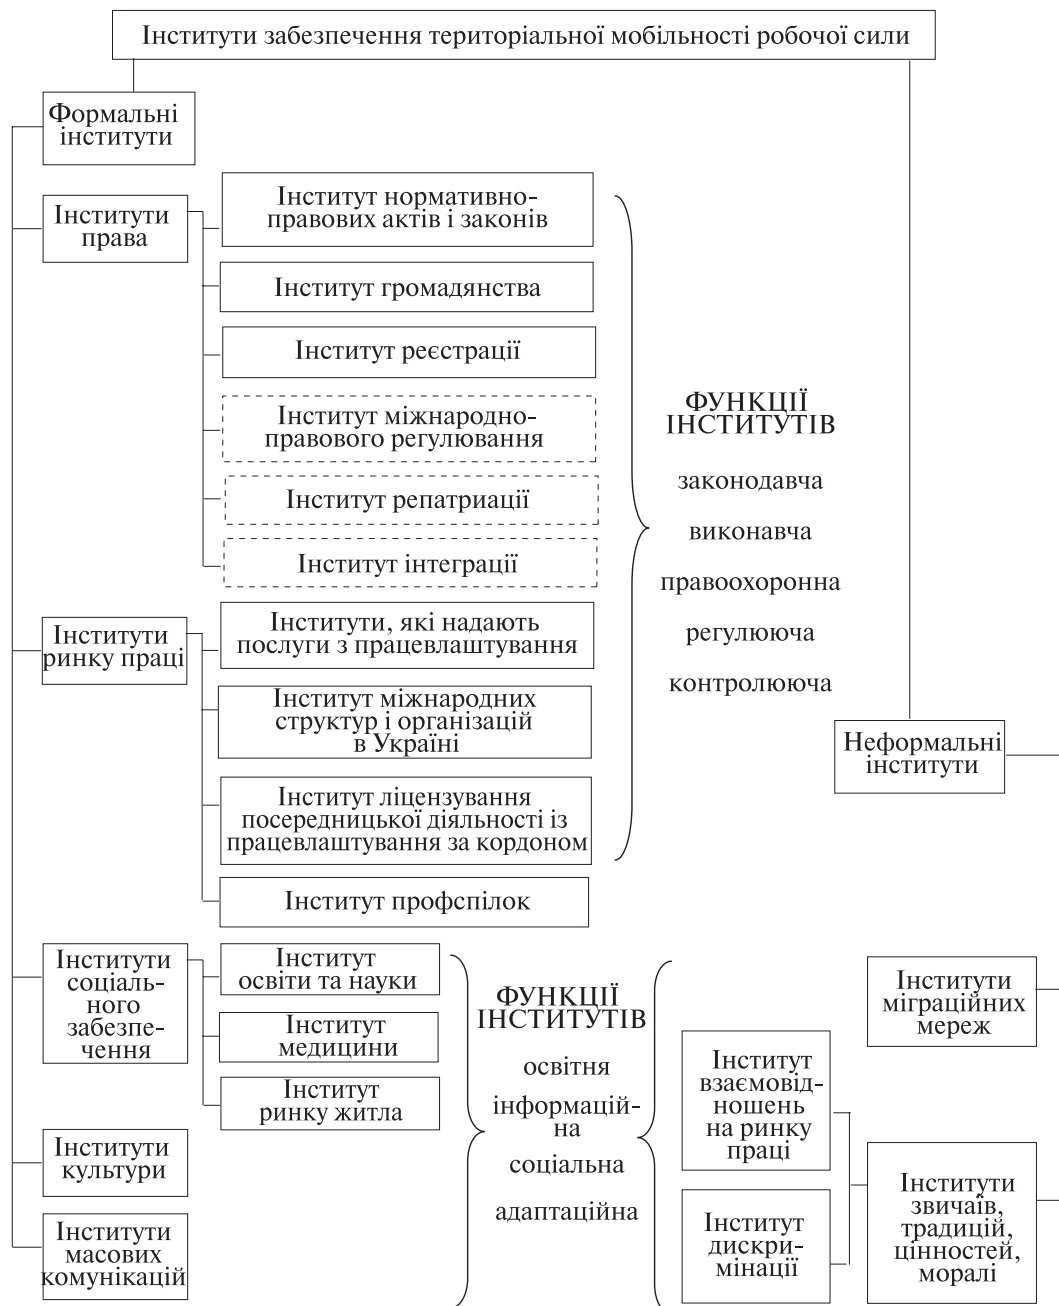 Інститути забезпечення територіальної мобільності робочої сили
Формальні
інститути
Інститути
права
Інститут нормативно-
правових актів і законів
Інститут громадянства
Інститут реєстрації
Інститут міжнародно-
правового регулювання
Інститут репатриації
Інститут інтеграції
ФУНКЦІЇ
ІНСТИТУТІВ
законодавча
виконавча
правоохоронна
регулююча
контролююча
Інститути
ринку праці
Інститути, які надають
послуги з працевлаштування
Інститут міжнародних
структур і організацій
в Україні
Інститут ліцензування
посередницької діяльності із
працевлаштування за кордоном
Інститут профспілок
Неформальні
інститути
Інститути
соціаль-
ного
забезпе-
чення
Інститут
освіти та науки
Інститут
медицини
Інститут
ринку житла
Інститути
культури
Інститути
масових
комунікацій
ФУНКЦІЇ
ІНСТИТУТІВ
освітня
інформацій-
на
соціальна
адаптаційна
Інститут
взаємовід-
ношень
на ринку
праці
Інститут
дискри-
мінації
Інститути
міграційних
мереж
Інститути
звичаїв,
традицій,
цінностей,
моралі